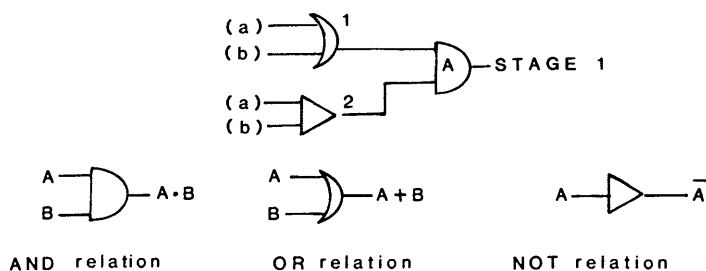 (a) 1
(b)
A STAGE 1
(a) 2
(b)
A
B A·B
A
B A+B
A A̅
AND relation OR relation NOT relation